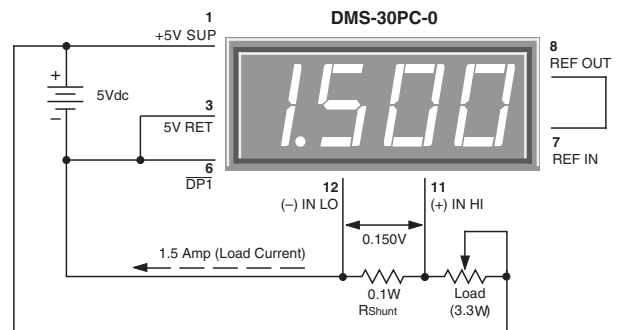 DMS-30PC-0
1
+5V SUP
8
REF OUT
+
5Vdc
−
3
5V RET
1.500
7
REF IN
6
DP1
12
(–) IN LO
11
(+) IN HI
0.150V
1.5 Amp (Load Current)
0.1W
RShunt
Load
(3.3W)